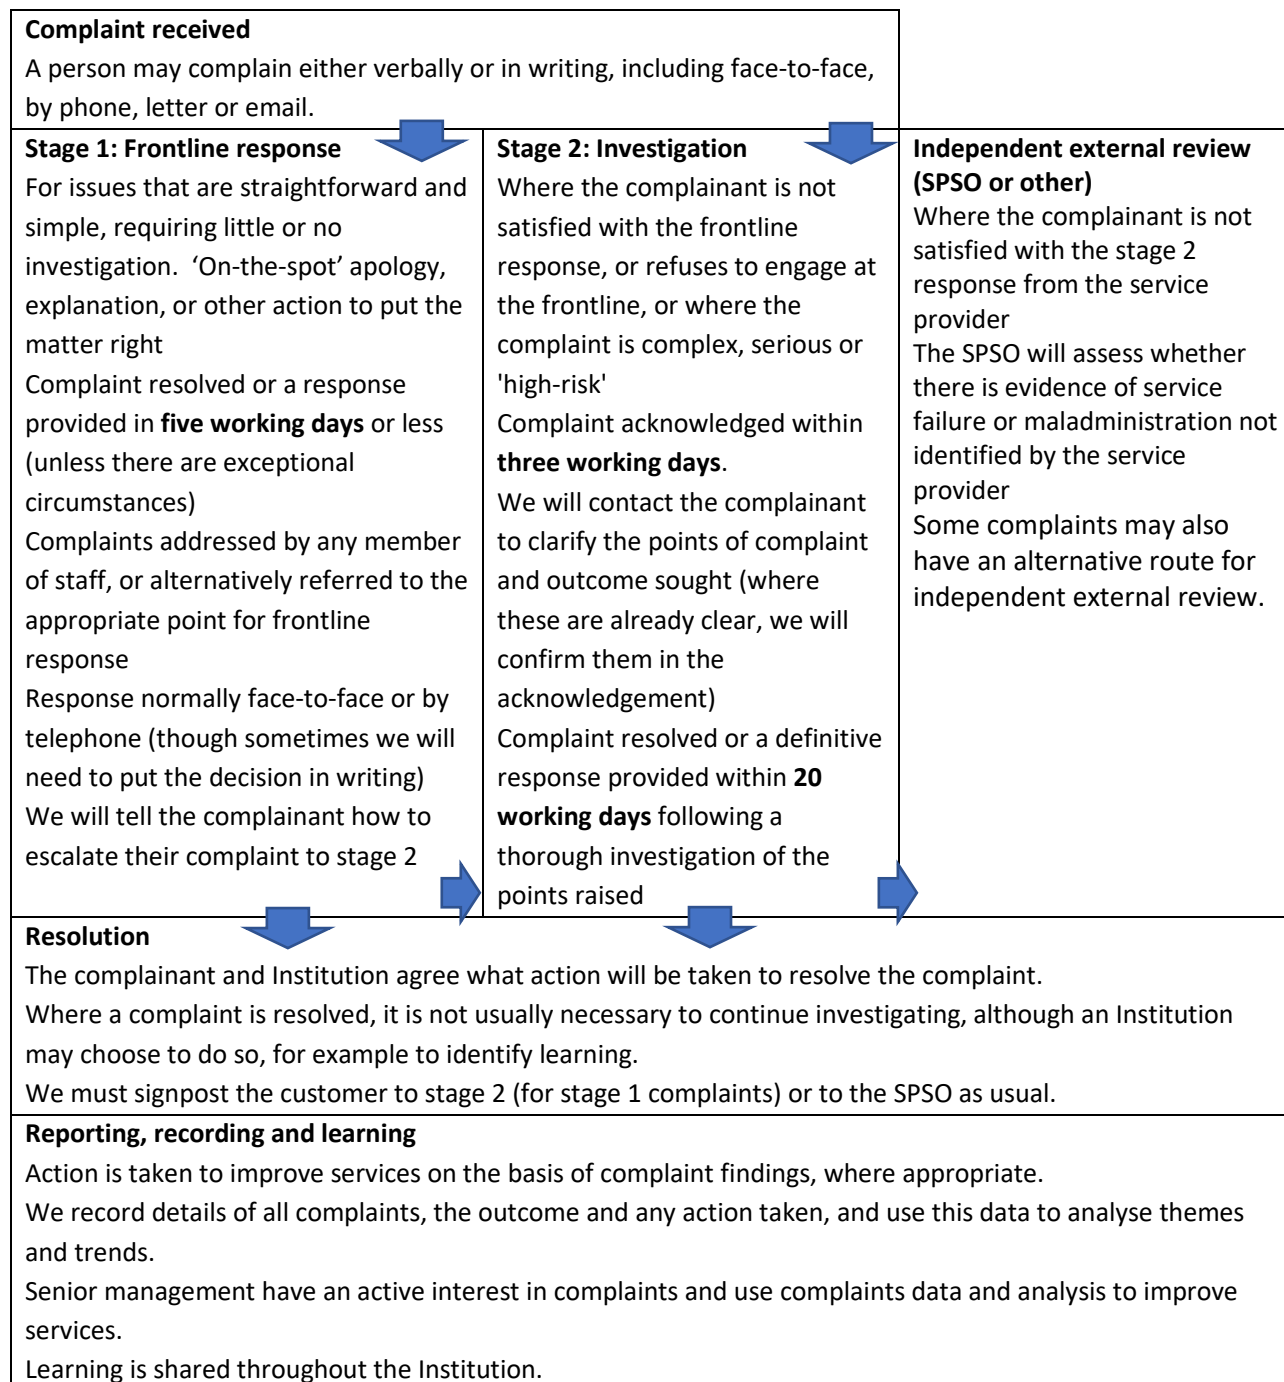 Complaint received
A person may complain either verbally or in writing, including face-to-face,
by phone, letter or email.
Stage 1: Frontline response
For issues that are straightforward and
simple, requiring little or no
investigation.  ‘On-the-spot’ apology,
explanation, or other action to put the
matter right
Complaint resolved or a response
provided in five working days or less
(unless there are exceptional
circumstances)
Complaints addressed by any member
of staff, or alternatively referred to the
appropriate point for frontline
response
Response normally face-to-face or by
telephone (though sometimes we will
need to put the decision in writing)
We will tell the complainant how to
escalate their complaint to stage 2
Stage 2: Investigation
Where the complainant is not
satisfied with the frontline
response, or refuses to engage at
the frontline, or where the
complaint is complex, serious or
'high-risk'
Complaint acknowledged within
three working days.
We will contact the complainant
to clarify the points of complaint
and outcome sought (where
these are already clear, we will
confirm them in the
acknowledgement)
Complaint resolved or a definitive
response provided within 20
working days following a
thorough investigation of the
points raised
Independent external review
(SPSO or other)
Where the complainant is not
satisfied with the stage 2
response from the service
provider
The SPSO will assess whether
there is evidence of service
failure or maladministration not
identified by the service
provider
Some complaints may also
have an alternative route for
independent external review.
Resolution
The complainant and Institution agree what action will be taken to resolve the complaint.
Where a complaint is resolved, it is not usually necessary to continue investigating, although an Institution
may choose to do so, for example to identify learning.
We must signpost the customer to stage 2 (for stage 1 complaints) or to the SPSO as usual.
Reporting, recording and learning
Action is taken to improve services on the basis of complaint findings, where appropriate.
We record details of all complaints, the outcome and any action taken, and use this data to analyse themes
and trends.
Senior management have an active interest in complaints and use complaints data and analysis to improve
services.
Learning is shared throughout the Institution.